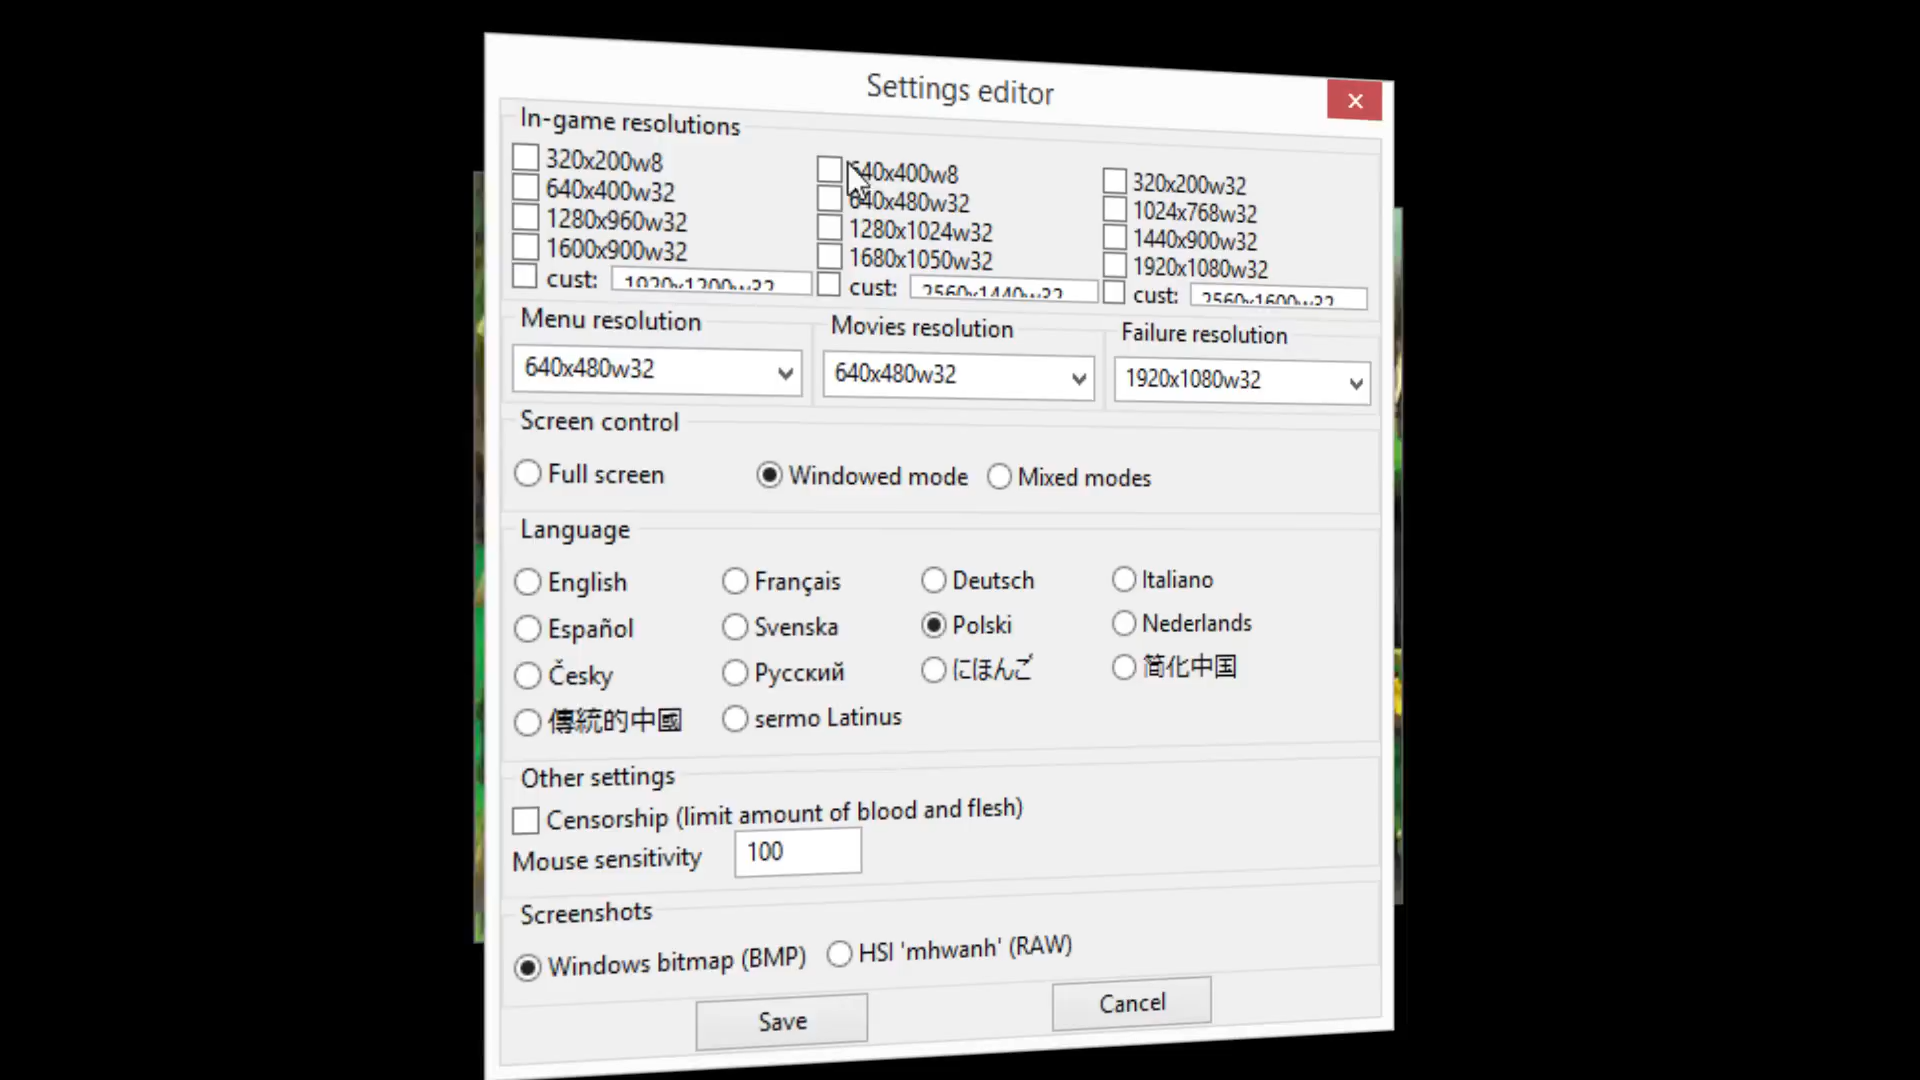 Settings editor
In-game resolutions
320x200w8
640x400w8
320x200w32
640x400w32
640x480w32
1024x768w32
1280x960w32
1280x1024w32
1440x900w32
1600x900w32
1680x1050w32
1920x1080w32
cust:
cust: 2560x1440w32
cust: 2560x1600w32
Menu resolution
Movies resolution
Failure resolution
640x480w32
640x480w32
1920x1080w32
Screen control
Full screen
Windowed mode
Mixed modes
Language
English
Français
Deutsch
Italiano
Español
Svenska
Polski
Nederlands
Česky
Русский
にほんご
简化中国
傳統的中國
sermo Latinus
Other settings
Censorship (limit amount of blood and flesh)
Mouse sensitivity 100
Screenshots
Windows bitmap (BMP)
HSI 'mhwanh' (RAW)
Save
Cancel